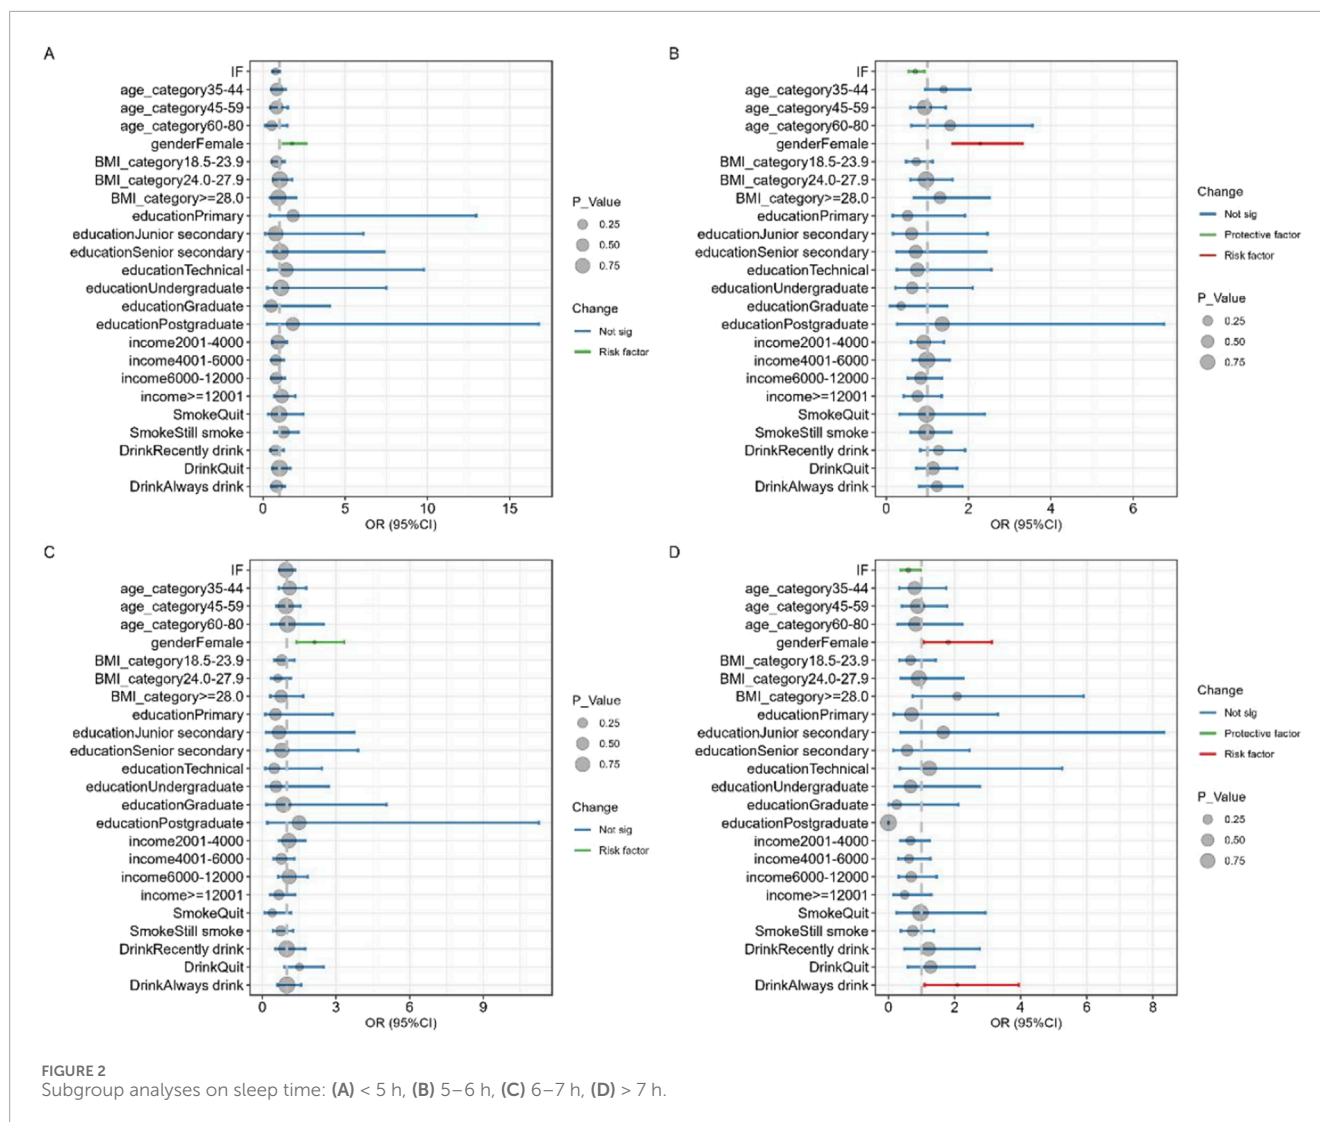 A
IF
age_category35-44
age_category45-59
age_category60-80
genderFemale
BMI_category18.5-23.9
BMI_category24.0-27.9
BMI_category>=28.0
educationPrimary
educationJunior secondary
educationSenior secondary
educationTechnical
educationUndergraduate
educationGraduate
educationPostgraduate
income2001-4000
income4001-6000
income6000-12000
income>=12001
SmokeQuit
SmokeStill smoke
DrinkRecently drink
DrinkQuit
DrinkAlways drink
0 5 10 15
OR (95%CI)
P_Value
0.25
0.50
0.75
Change
Not sig
Risk factor
B
IF
age_category35-44
age_category45-59
age_category60-80
genderFemale
BMI_category18.5-23.9
BMI_category24.0-27.9
BMI_category>=28.0
educationPrimary
educationJunior secondary
educationSenior secondary
educationTechnical
educationUndergraduate
educationGraduate
educationPostgraduate
income2001-4000
income4001-6000
income6000-12000
income>=12001
SmokeQuit
SmokeStill smoke
DrinkRecently drink
DrinkQuit
DrinkAlways drink
0 2 4 6
OR (95%CI)
Change
Not sig
Protective factor
Risk factor
P_Value
0.25
0.50
0.75
C
IF
age_category35-44
age_category45-59
age_category60-80
genderFemale
BMI_category18.5-23.9
BMI_category24.0-27.9
BMI_category>=28.0
educationPrimary
educationJunior secondary
educationSenior secondary
educationTechnical
educationUndergraduate
educationGraduate
educationPostgraduate
income2001-4000
income4001-6000
income6000-12000
income>=12001
SmokeQuit
SmokeStill smoke
DrinkRecently drink
DrinkQuit
DrinkAlways drink
0 3 6 9
OR (95%CI)
P_Value
0.25
0.50
0.75
Change
Not sig
Risk factor
D
IF
age_category35-44
age_category45-59
age_category60-80
genderFemale
BMI_category18.5-23.9
BMI_category24.0-27.9
BMI_category>=28.0
educationPrimary
educationJunior secondary
educationSenior secondary
educationTechnical
educationUndergraduate
educationGraduate
educationPostgraduate
income2001-4000
income4001-6000
income6000-12000
income>=12001
SmokeQuit
SmokeStill smoke
DrinkRecently drink
DrinkQuit
DrinkAlways drink
0 2 4 6 8
OR (95%CI)
Change
Not sig
Protective factor
Risk factor
P_Value
0.25
0.50
0.75
FIGURE 2
Subgroup analyses on sleep time: (A) < 5 h, (B) 5–6 h, (C) 6–7 h, (D) > 7 h.